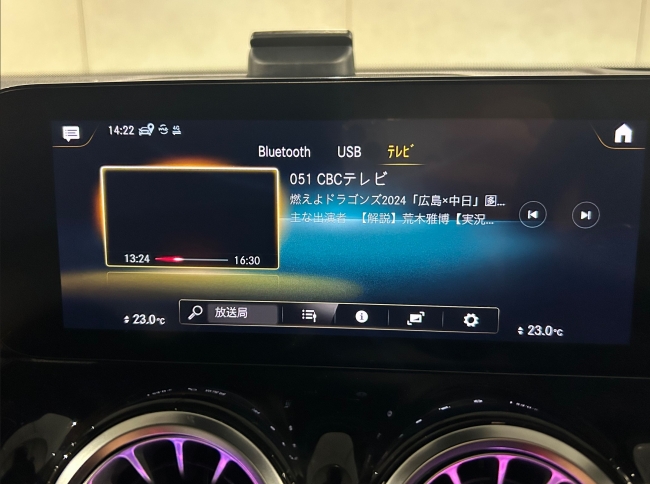 14:22
Bluetooth USB テレビ
051 CBCテレビ
燃えよドラゴンズ2024「広島×中日」🈑...
主な出演者 【解説】荒木雅博【実況...
13:24 16:30
放送局
23.0℃
23.0℃